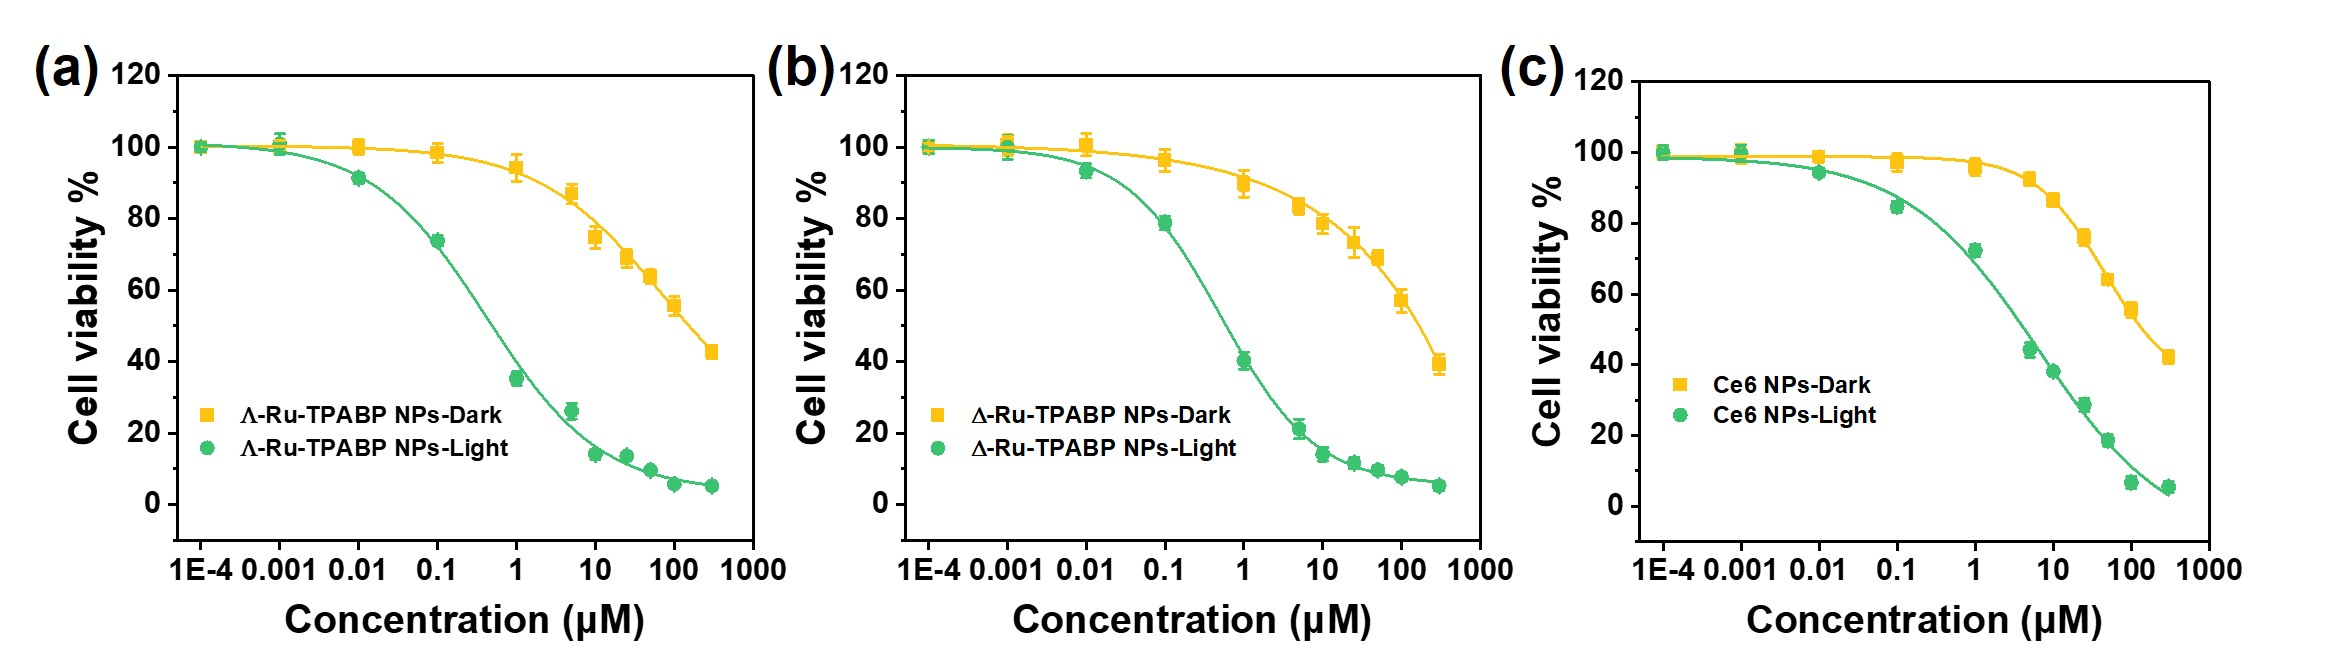 (a)
120
100
80
60
40
20
0
Cell viability %
Λ-Ru-TPABP NPs-Dark
Λ-Ru-TPABP NPs-Light
1E-4 0.001 0.01 0.1 1 10 100 1000
Concentration (μM)
(b)
120
100
80
60
40
20
0
Cell viability %
Δ-Ru-TPABP NPs-Dark
Δ-Ru-TPABP NPs-Light
1E-4 0.001 0.01 0.1 1 10 100 1000
Concentration (μM)
(c)
120
100
80
60
40
20
0
Cell viability %
Ce6 NPs-Dark
Ce6 NPs-Light
1E-4 0.001 0.01 0.1 1 10 100 1000
Concentration (μM)